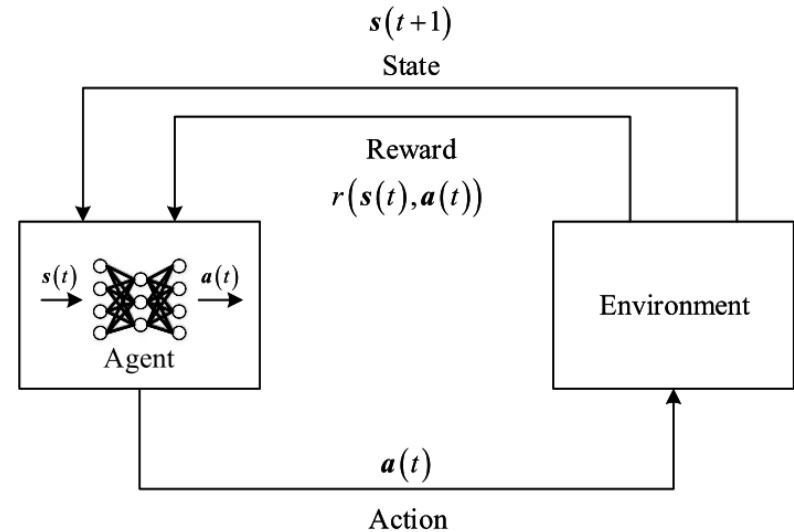 s(t+1)
State
Reward
r(s(t),a(t))
s(t)
a(t)
Agent
Environment
a(t)
Action